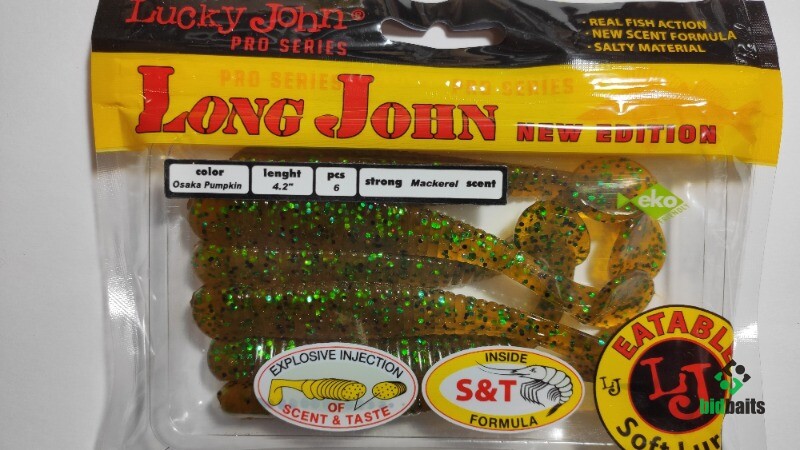 Lucky John®
PRO SERIES
· REAL FISH ACTION
· NEW SCENT FORMULA
· SALTY MATERIAL
PRO SERIES PRO SERIES
LONG JOHN NEW EDITION
color
Osaka Pumpkin
lenght
4.2"
pcs
6
strong Mackerel scent
eko
EXPLOSIVE INJECTION
OF
SCENT & TASTE
INSIDE
S&T
FORMULA
EATABLE
LJ
LJ
Soft Lur
bidbaits